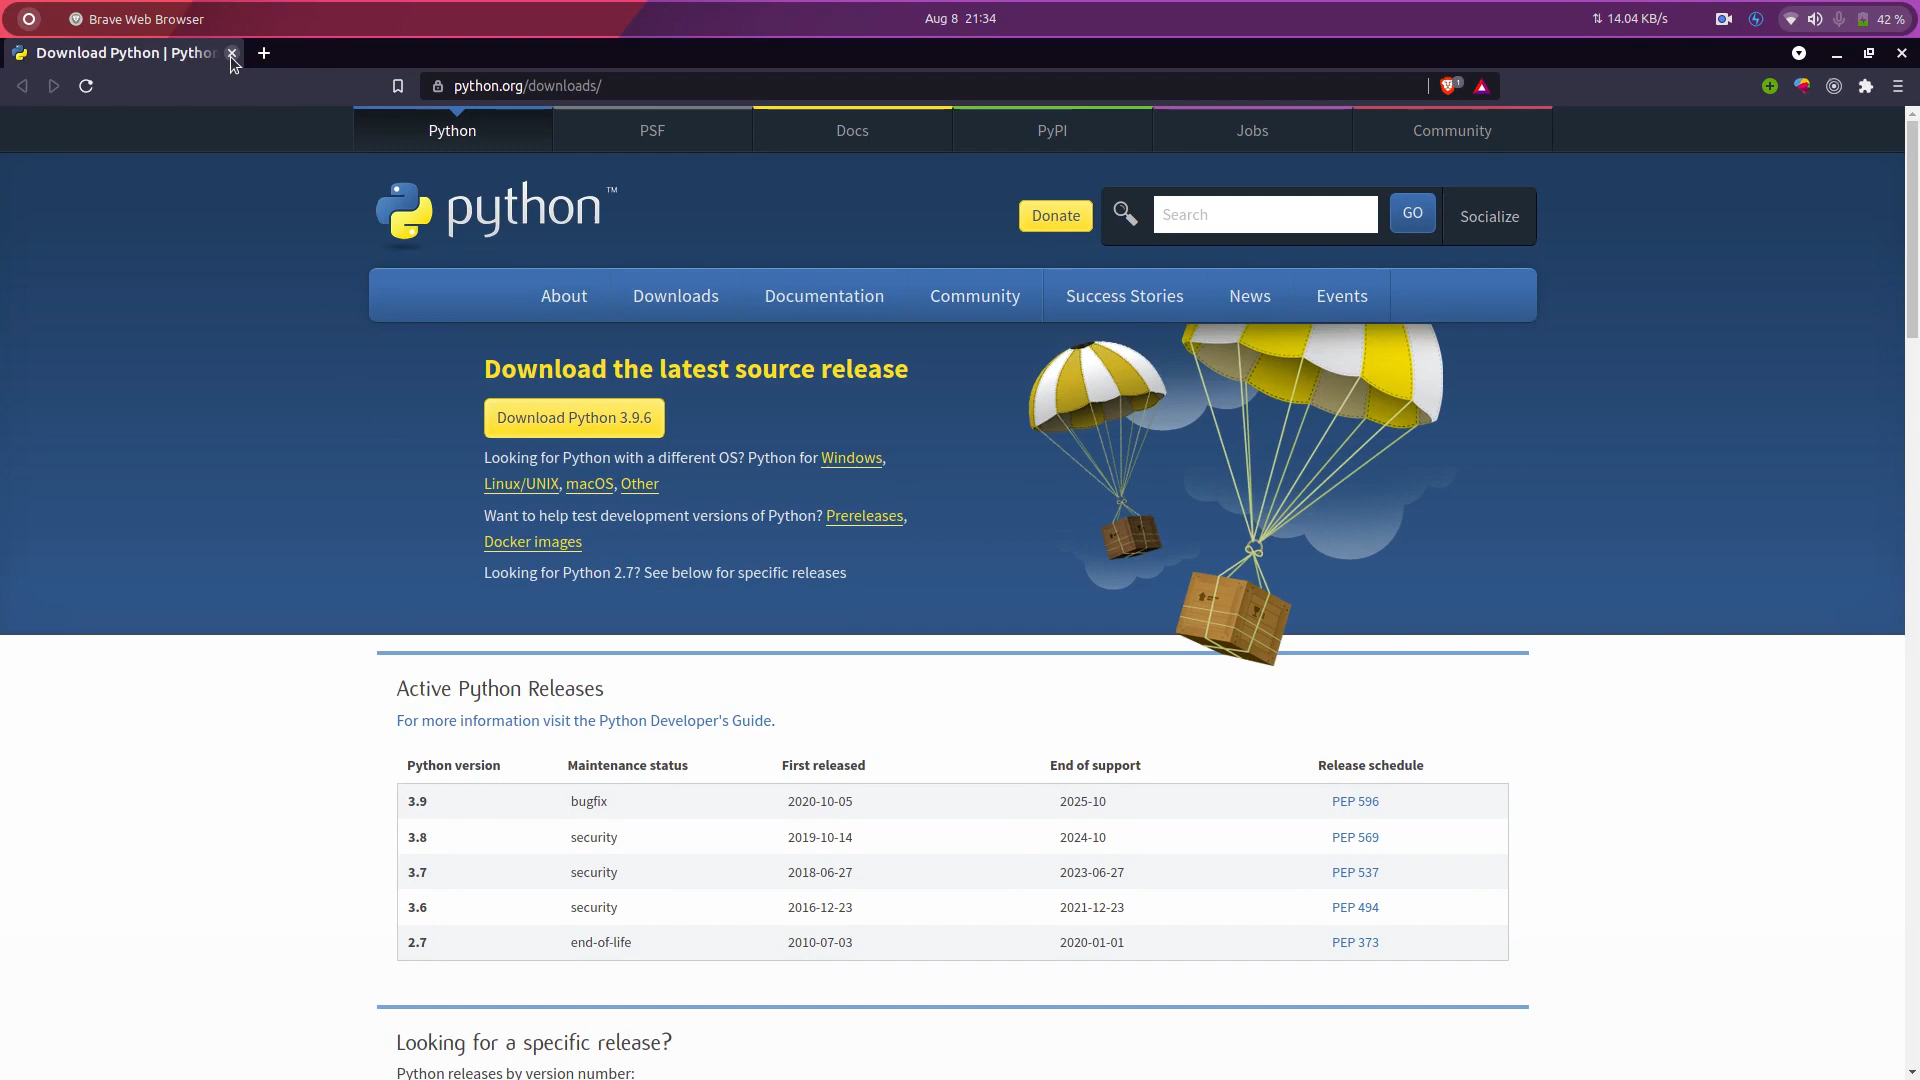 Brave Web Browser
Aug 8 21:34
14.04 KB/s
42 %
Download Python | Pytho
python.org/downloads/
1
Python
PSF
Docs
PyPI
Jobs
Community
python™
Donate
Search
GO
Socialize
About
Downloads
Documentation
Community
Success Stories
News
Events
Download the latest source release
Download Python 3.9.6
Looking for Python with a different OS? Python for Windows,
Linux/UNIX, macOS, Other
Want to help test development versions of Python? Prereleases,
Docker images
Looking for Python 2.7? See below for specific releases
Active Python Releases
For more information visit the Python Developer's Guide.
Python version Maintenance status First released End of support Release schedule
3.9 bugfix 2020-10-05 2025-10 PEP 596
3.8 security 2019-10-14 2024-10 PEP 569
3.7 security 2018-06-27 2023-06-27 PEP 537
3.6 security 2016-12-23 2021-12-23 PEP 494
2.7 end-of-life 2010-07-03 2020-01-01 PEP 373
Looking for a specific release?
Python releases by version number: